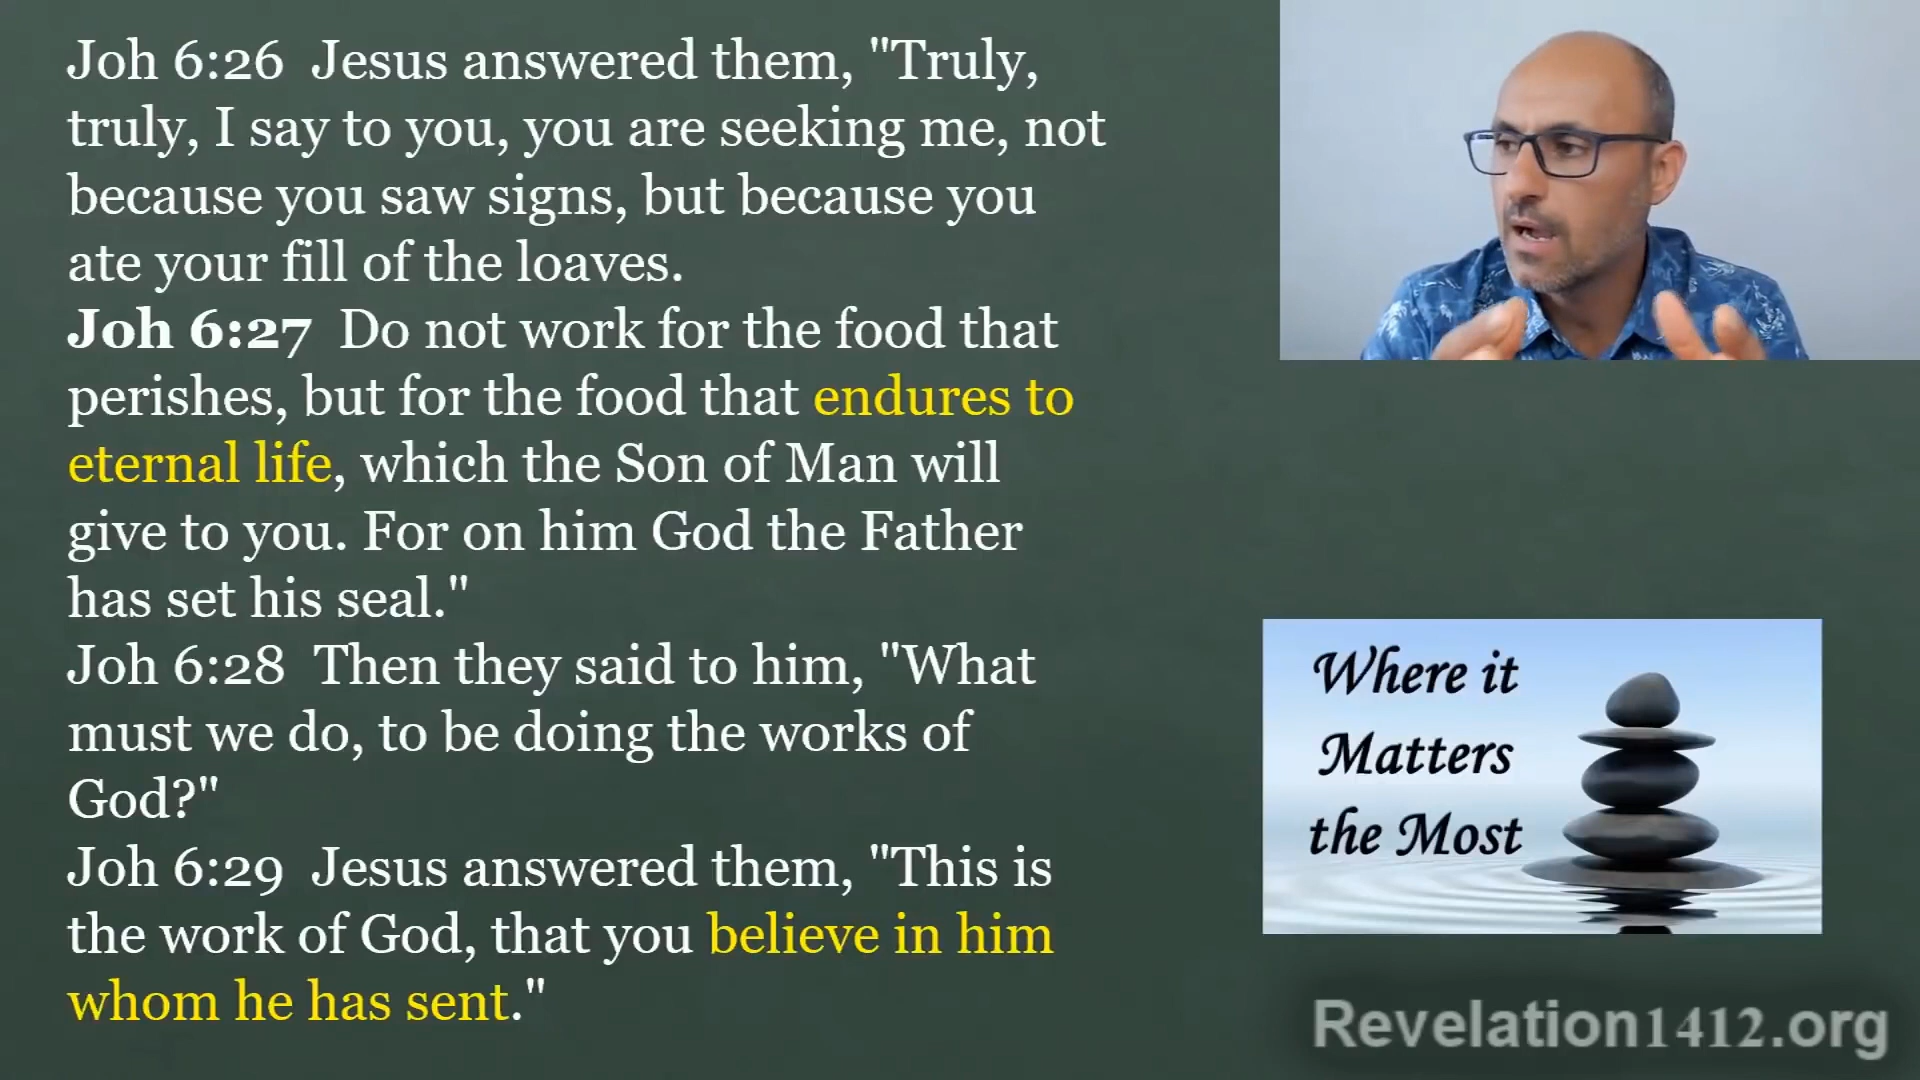 Joh 6:26  Jesus answered them, "Truly,
truly, I say to you, you are seeking me, not
because you saw signs, but because you
ate your fill of the loaves.
Joh 6:27  Do not work for the food that
perishes, but for the food that endures to
eternal life, which the Son of Man will
give to you. For on him God the Father
has set his seal."
Joh 6:28  Then they said to him, "What
must we do, to be doing the works of
God?"
Joh 6:29  Jesus answered them, "This is
the work of God, that you believe in him
whom he has sent."
Where it
Matters
the Most
Revelation1412.org